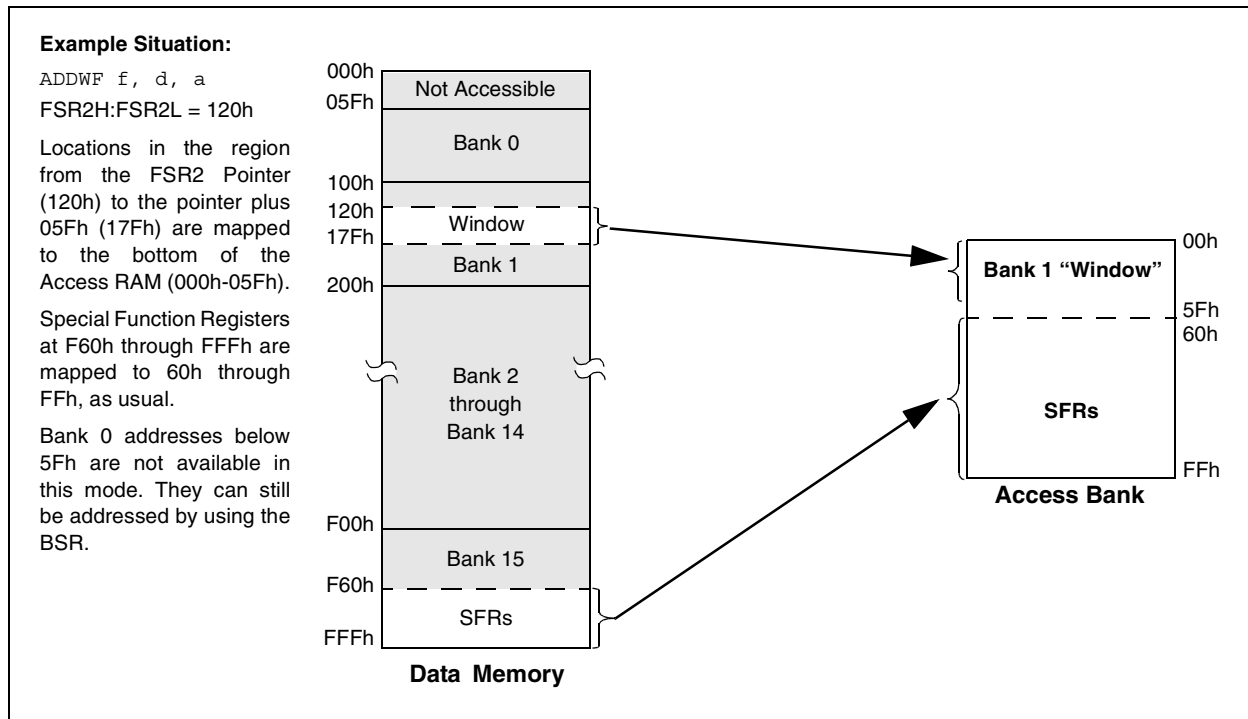 Example Situation:
ADDWF f, d, a
FSR2H:FSR2L = 120h
Locations in the region
from the FSR2 Pointer
(120h) to the pointer plus
05Fh (17Fh) are mapped
to the bottom of the
Access RAM (000h-05Fh).
Special Function Registers
at F60h through FFFh are
mapped to 60h through
FFh, as usual.
Bank 0 addresses below
5Fh are not available in
this mode. They can still
be addressed by using the
BSR.
000h
Not Accessible
05Fh
Bank 0
100h
120h
Window
17Fh
Bank 1
200h
Bank 2
through
Bank 14
F00h
Bank 15
F60h
SFRs
FFFh
Data Memory
00h
Bank 1 “Window”
5Fh
60h
SFRs
FFh
Access Bank